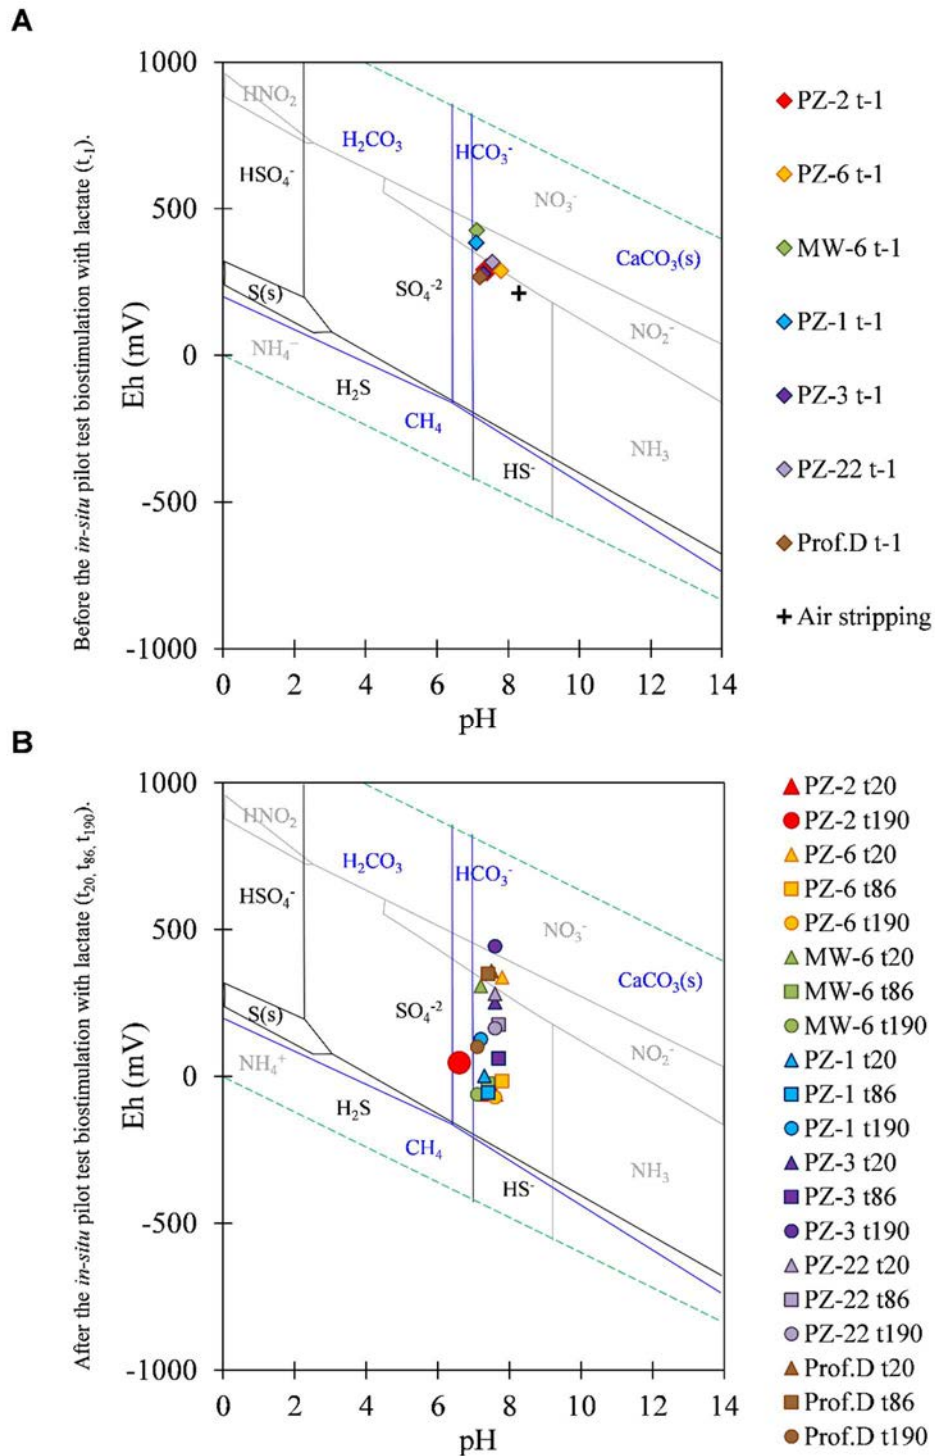 A
Before the in-situ pilot test biostimulation with lactate (t-1).
Eh (mV)
1000
500
0
-500
-1000
HNO2
H2CO3
HCO3-
HSO4-
NO3-
CaCO3(s)
S(s)
SO4-2
NO2-
NH4–
H2S
CH4
NH3
HS-
0 2 4 6 8 10 12 14
pH
PZ-2 t-1
PZ-6 t-1
MW-6 t-1
PZ-1 t-1
PZ-3 t-1
PZ-22 t-1
Prof.D t-1
Air stripping
B
After the in-situ pilot test biostimulation with lactate (t20, t86, t190).
Eh (mV)
1000
500
0
-500
-1000
HNO2
H2CO3
HCO3-
HSO4-
NO3-
CaCO3(s)
S(s)
SO4-2
NO2-
NH4+
H2S
CH4
NH3
HS-
0 2 4 6 8 10 12 14
pH
PZ-2 t20
PZ-2 t190
PZ-6 t20
PZ-6 t86
PZ-6 t190
MW-6 t20
MW-6 t86
MW-6 t190
PZ-1 t20
PZ-1 t86
PZ-1 t190
PZ-3 t20
PZ-3 t86
PZ-3 t190
PZ-22 t20
PZ-22 t86
PZ-22 t190
Prof.D t20
Prof.D t86
Prof.D t190